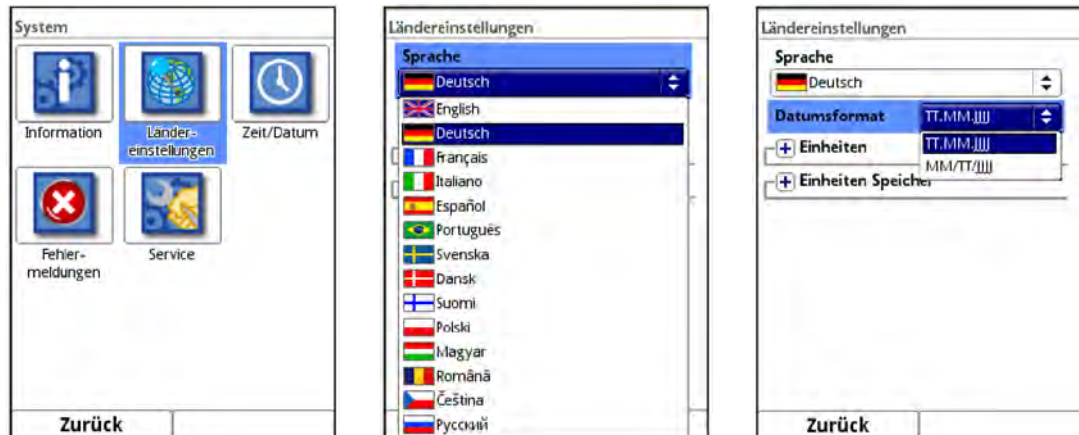 System
Information
Länder-
einstellungen
Zeit/Datum
Fehler-
meldungen
Service
Zurück
Ländereinstellungen
Sprache
Deutsch
English
Deutsch
Français
Italiano
Español
Português
Svenska
Dansk
Suomi
Polski
Magyar
Română
Čeština
Русский
Ländereinstellungen
Sprache
Deutsch
Datumsformat TT.MM.JJJJ
TT.MM.JJJJ
MM/TT/JJJJ
Einheiten
Einheiten Speicher
Zurück